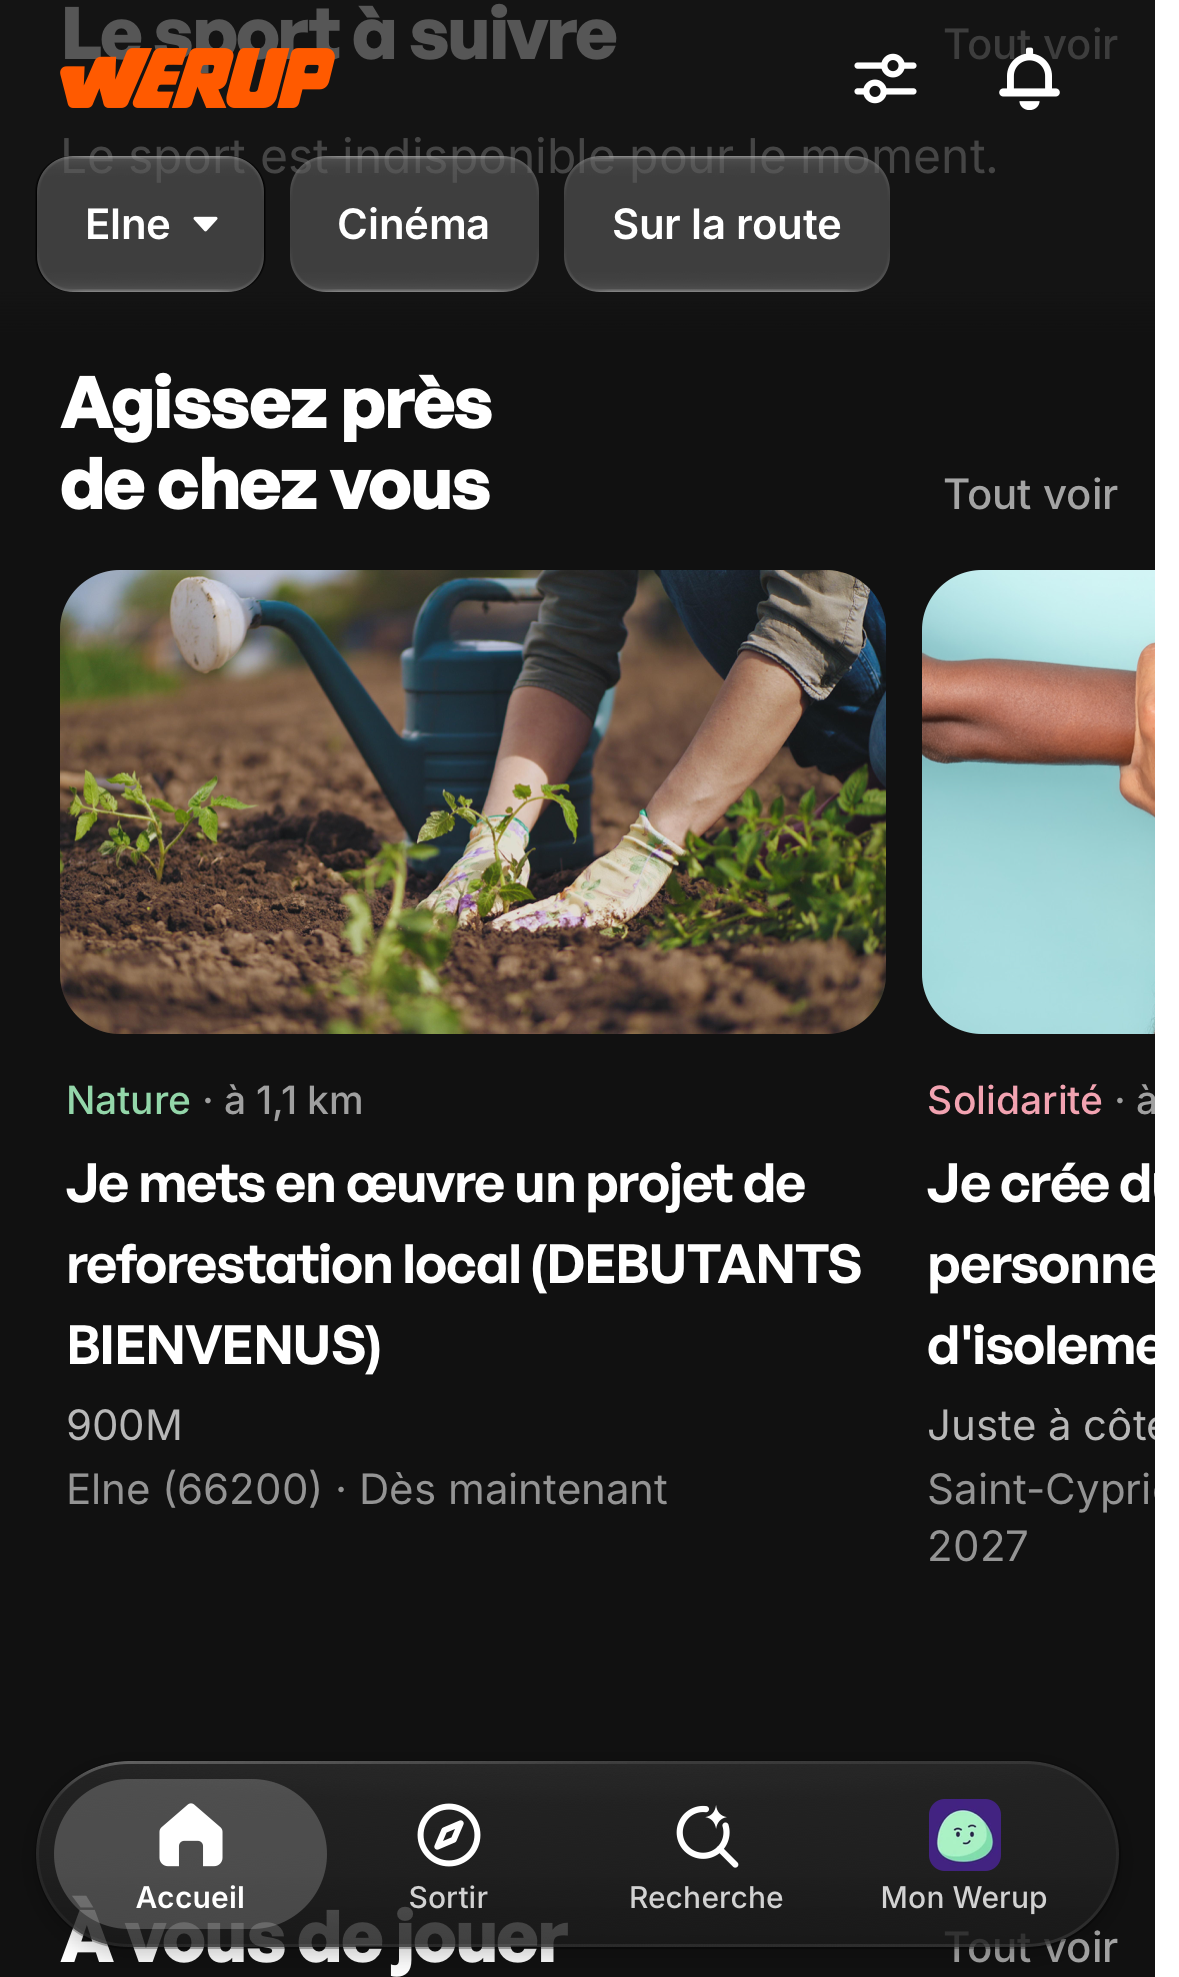 Le sport à suivre
Tout voir
WERUP
Le sport est indisponible pour le moment.
Elne
Cinéma
Sur la route
Agissez près
de chez vous
Tout voir
Nature · à 1,1 km
Je mets en œuvre un projet de
reforestation local (DEBUTANTS
BIENVENUS)
900M
Elne (66200) · Dès maintenant
Solidarité · à
Je crée
personne
d'isoleme
Juste à côté
Saint-Cypri
2027
Accueil
Sortir
Recherche
Mon Werup
À vous de jouer
Tout voir